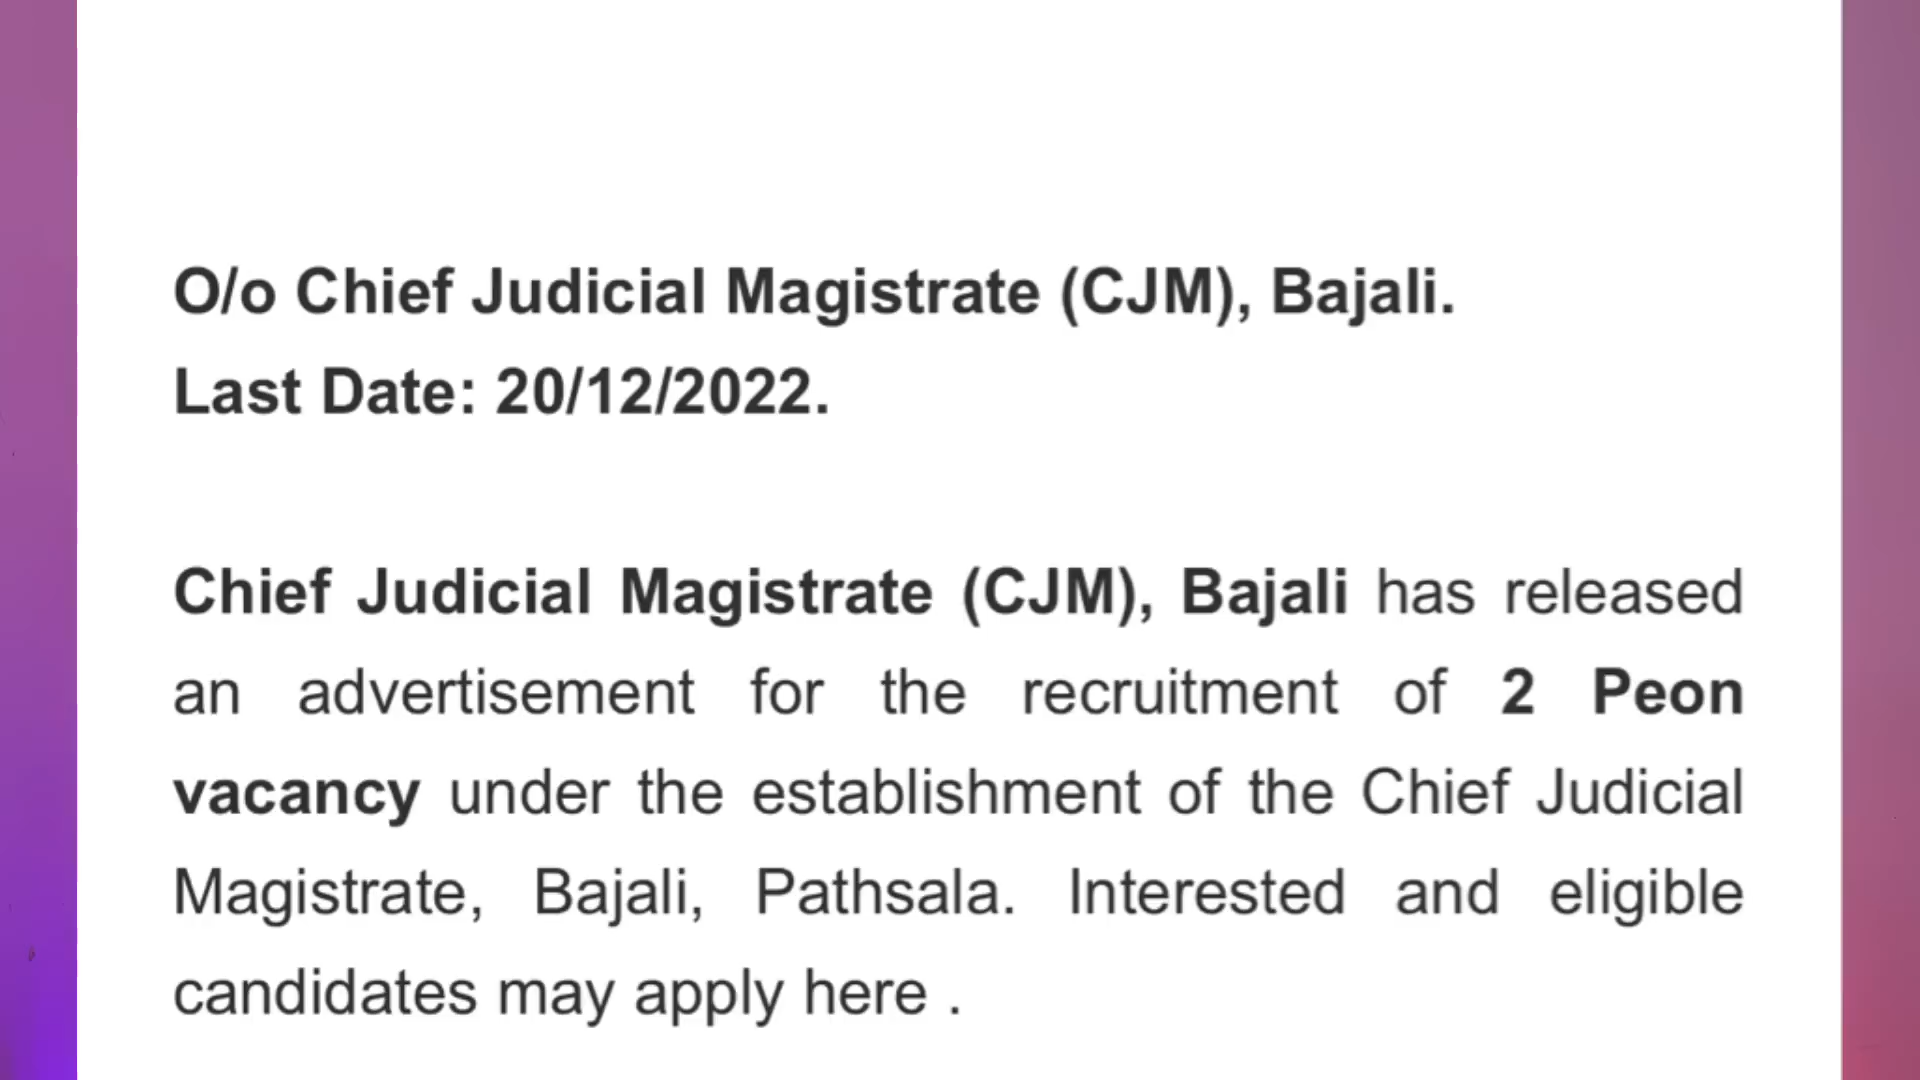 O/o Chief Judicial Magistrate (CJM), Bajali.
Last Date: 20/12/2022.
Chief Judicial Magistrate (CJM), Bajali has released
an advertisement for the recruitment of 2 Peon
vacancy under the establishment of the Chief Judicial
Magistrate, Bajali, Pathsala. Interested and eligible
candidates may apply here .